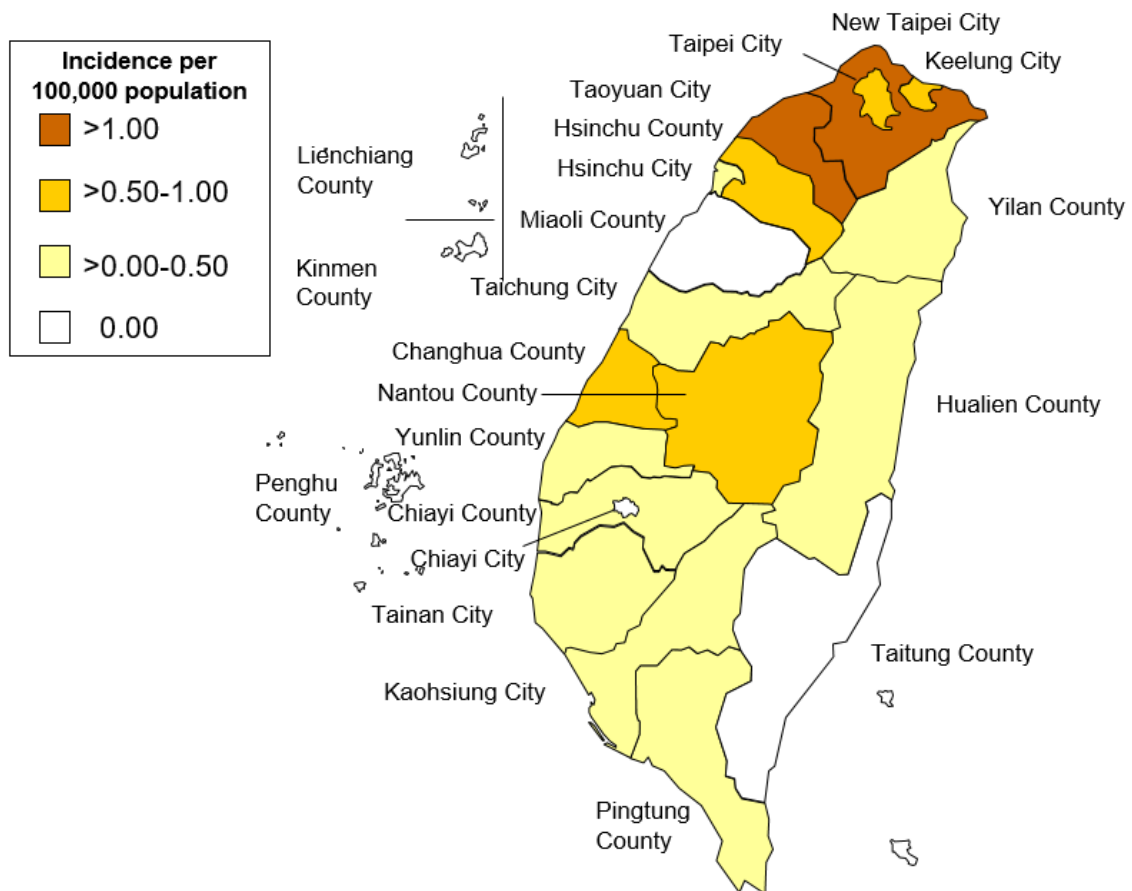 Incidence per
100,000 population
>1.00
>0.50-1.00
>0.00-0.50
0.00
New Taipei City
Taipei City
Keelung City
Taoyuan City
Hsinchu County
Lienchiang
County
Hsinchu City
Miaoli County
Yilan County
Kinmen
County
Taichung City
Changhua County
Nantou County
Hualien County
Yunlin County
Penghu
County
Chiayi County
Chiayi City
Tainan City
Taitung County
Kaohsiung City
Pingtung
County